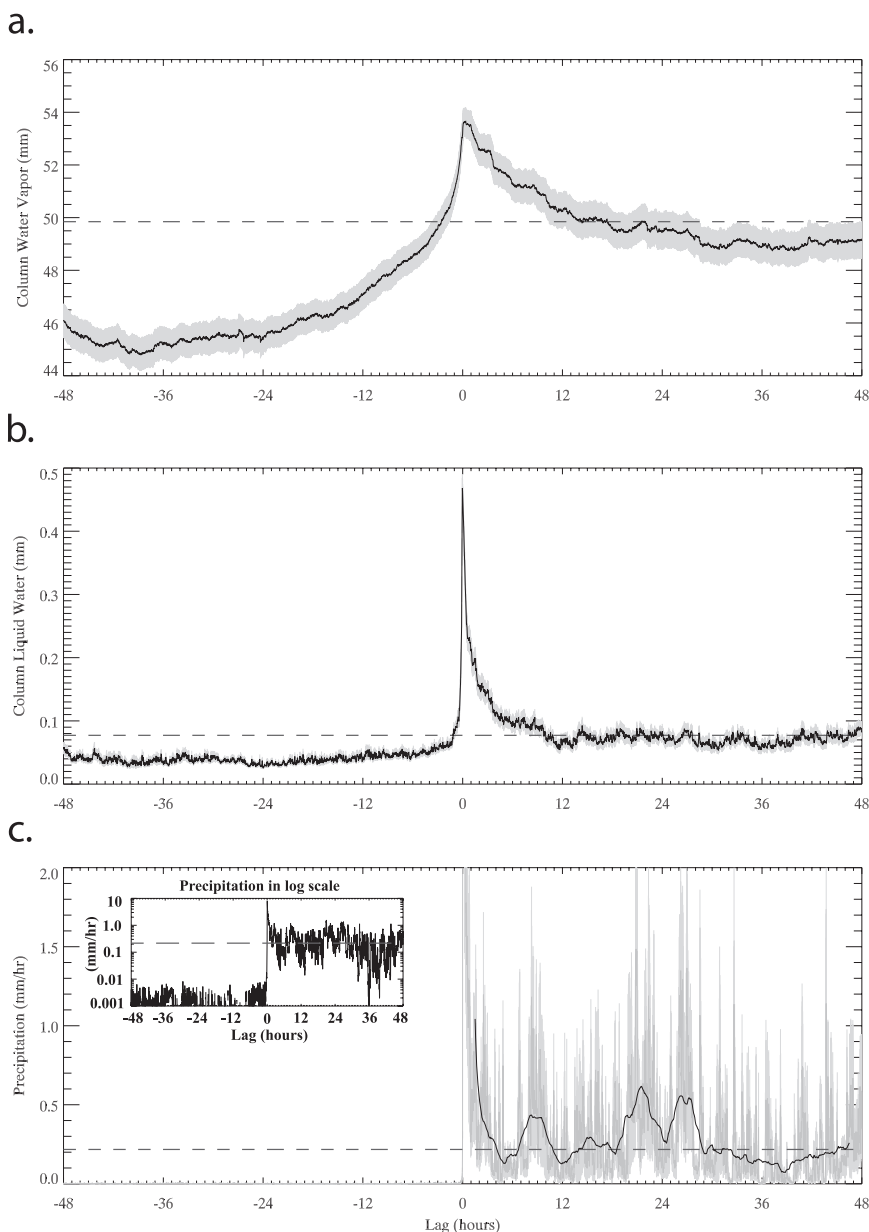 a.
56
54
52
50
48
46
44
Column Water Vapor (mm)
-48 -36 -24 -12 0 12 24 36 48
b.
0.5
0.4
0.3
0.2
0.1
0.0
Column Liquid Water (mm)
-48 -36 -24 -12 0 12 24 36 48
c.
2.0
1.5
1.0
0.5
0.0
Precipitation (mm/hr)
Precipitation in log scale
10
1.0
0.1
0.01
0.001
(mm/hr)
-48 -36 -24 -12 0 12 24 36 48
Lag (hours)
-48 -36 -24 -12 0 12 24 36 48
Lag (hours)